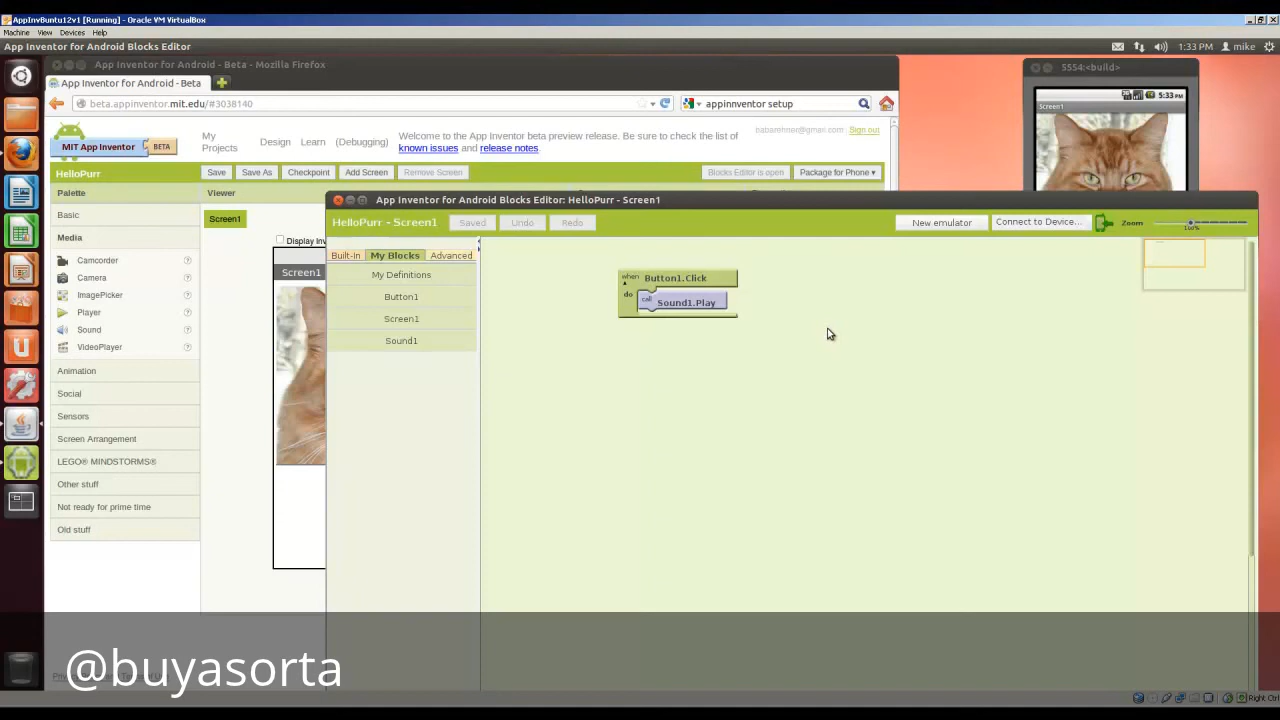 AppInvBuntu12v1 [Running] - Oracle VM VirtualBox
Machine View Devices Help
App Inventor for Android Blocks Editor
1:33 PM mike
App Inventor for Android - Beta - Mozilla Firefox
5554:<build>
App Inventor for Android - Beta
beta.appinventor.mit.edu/#3038140
appinnventor setup
5:33 PM
Screen1
MIT App Inventor BETA
My Projects
Design Learn (Debugging)
Welcome to the App Inventor beta preview release. Be sure to check the list of known issues and release notes.
Sign out
HelloPurr
Save Save As Checkpoint Add Screen Remove Screen Blocks Editor is open Package for Phone
Palette Viewer
App Inventor for Android Blocks Editor: HelloPurr - Screen1
HelloPurr - Screen1 Saved Undo Redo New emulator Connect to Device... Zoom 100%
Basic
Screen1
Media
Display Inv
Built-In My Blocks Advanced
Camcorder
Camera
ImagePicker
Player
Sound
VideoPlayer
Screen1
My Definitions
Button1
Screen1
Sound1
when Button1.Click
do call Sound1.Play
Animation
Social
Sensors
Screen Arrangement
LEGO® MINDSTORMS®
Other stuff
Not ready for prime time
Old stuff
@buyasorta
Right Ctrl